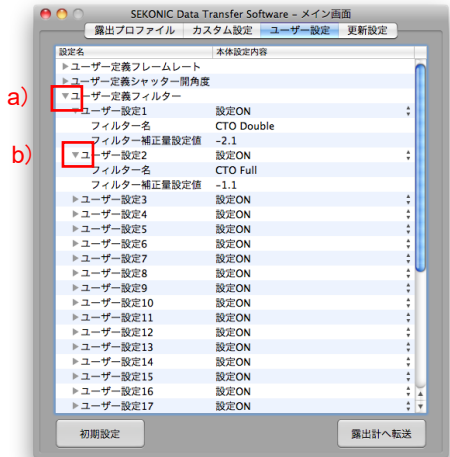 SEKONIC Data Transfer Software – メイン画面
露出プロファイル カスタム設定 ユーザー設定 更新設定
設定名 本体設定内容
ユーザー定義フレームレート
ユーザー定義シャッター開角度
a) ユーザー定義フィルター
ユーザー設定1 設定ON
フィルター名 CTO Double
フィルター補正量設定値 -2.1
b) ユーザー設定2 設定ON
フィルター名 CTO Full
フィルター補正量設定値 -1.1
ユーザー設定3 設定ON
ユーザー設定4 設定ON
ユーザー設定5 設定ON
ユーザー設定6 設定ON
ユーザー設定7 設定ON
ユーザー設定8 設定ON
ユーザー設定9 設定ON
ユーザー設定10 設定ON
ユーザー設定11 設定ON
ユーザー設定12 設定ON
ユーザー設定13 設定ON
ユーザー設定14 設定ON
ユーザー設定15 設定ON
ユーザー設定16 設定ON
ユーザー設定17 設定ON
初期設定 露出計へ転送